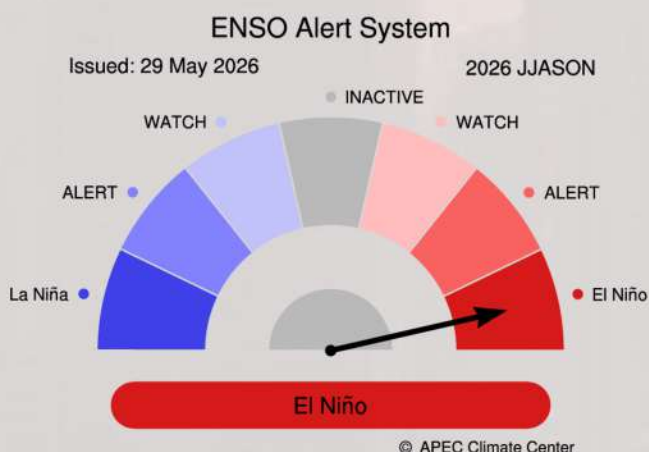 ENSO Alert System
Issued: 29 May 2026
2026 JJASON
INACTIVE
WATCH
WATCH
ALERT
ALERT
La Niña
El Niño
El Niño
© APEC Climate Center